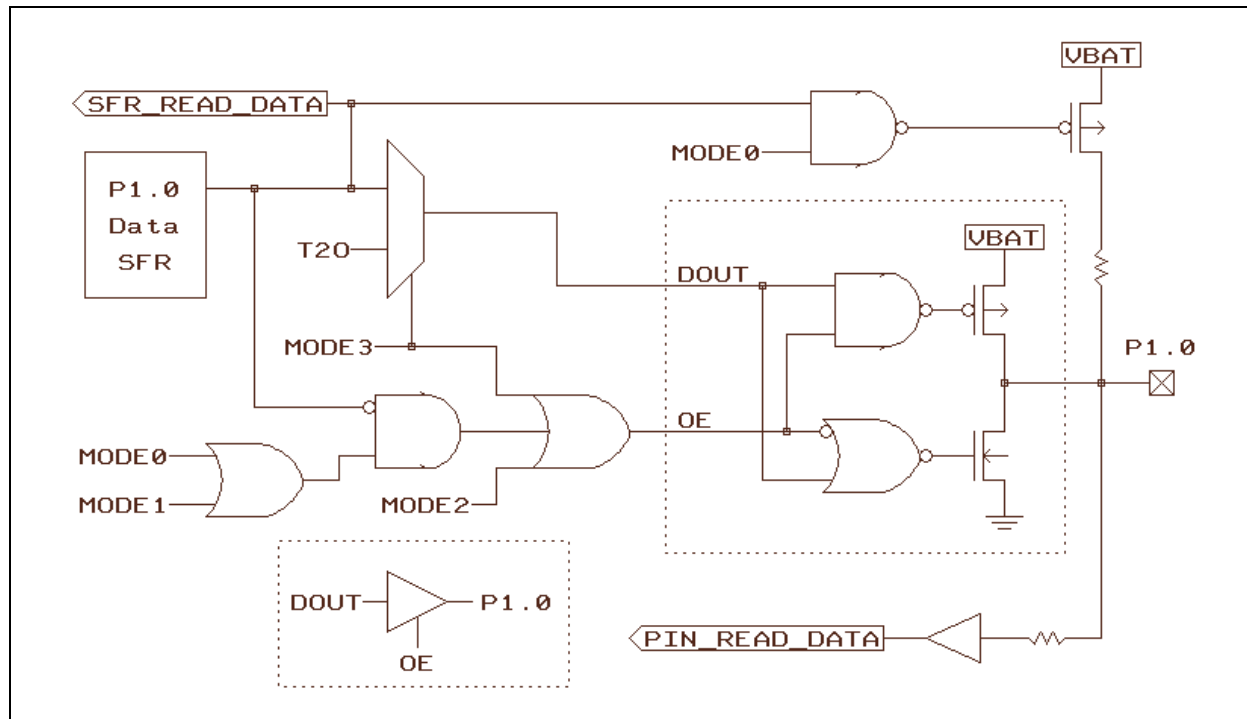 VBAT
SFR_READ_DATA
MODE0
P1.0
Data
SFR
T2O
VBAT
DOUT
MODE3
P1.0
OE
MODE0
MODE1
MODE2
DOUT
P1.0
OE
PIN_READ_DATA